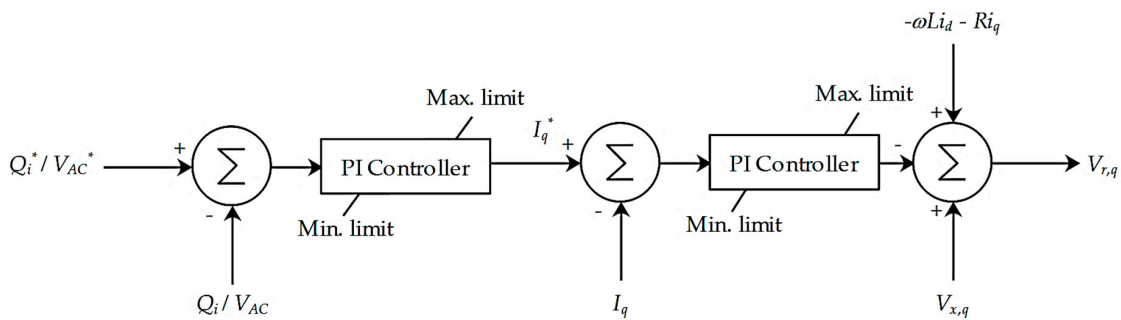 -ωLi_d - Ri_q
Max. limit
Max. limit
+
I_q^*
+
+
Q_i^* / V_AC^*
Σ
PI Controller
Σ
PI Controller
-
Σ
V_r,q
-
Min. limit
-
Min. limit
+
Q_i / V_AC
I_q
V_x,q